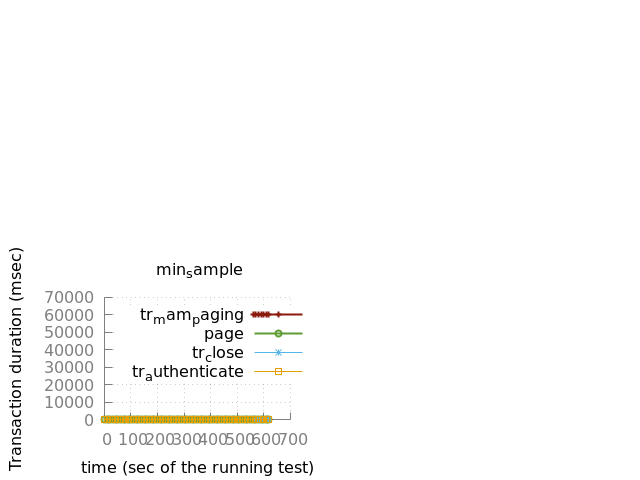 min_sample
Transaction duration (msec)
70000
60000
50000
40000
30000
20000
10000
0
tr_mam_paging
page
tr_close
tr_authenticate
0 100 200 300 400 500 600 700
time (sec of the running test)